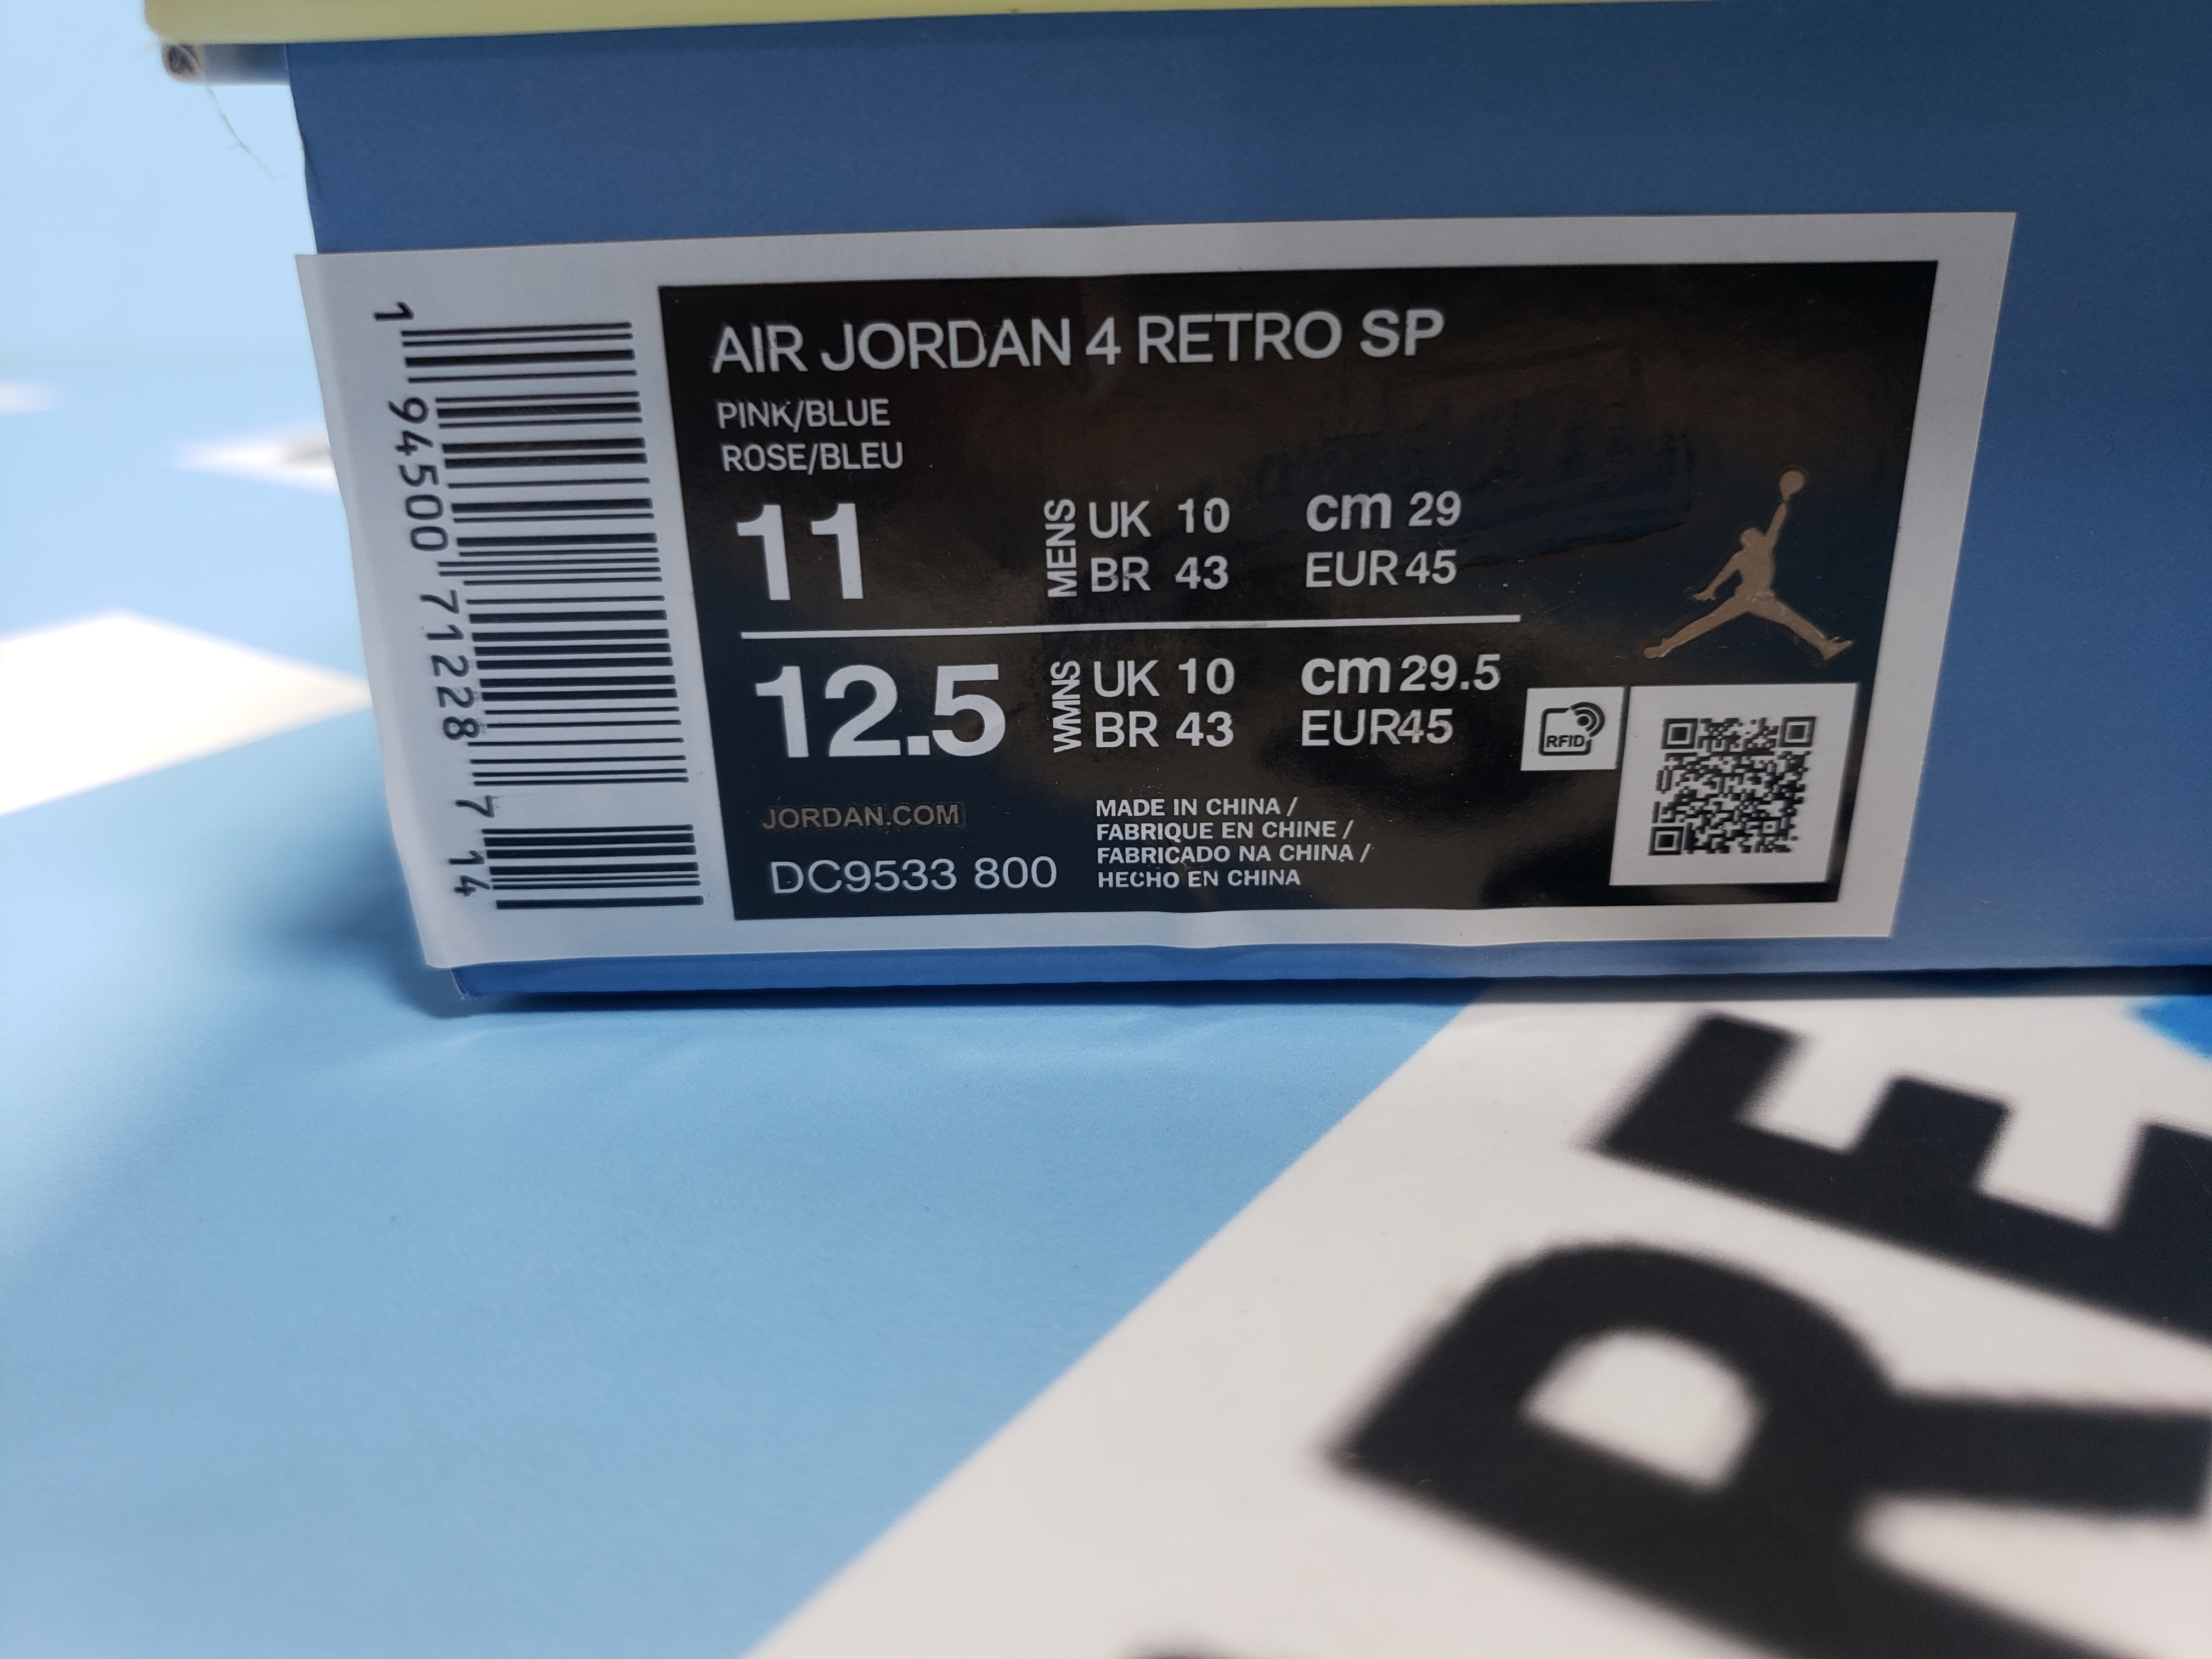 AIR JORDAN 4 RETRO SP
PINK/BLUE
ROSE/BLEU
11
MENS
UK 10 cm 29
BR 43 EUR 45
12.5
WMNS
UK 10 cm 29.5
BR 43 EUR45
RFID
JORDAN.COM
DC9533 800
MADE IN CHINA /
FABRIQUE EN CHINE /
FABRICADO NA CHINA /
HECHO EN CHINA
1 94500 71228 7 14
RE